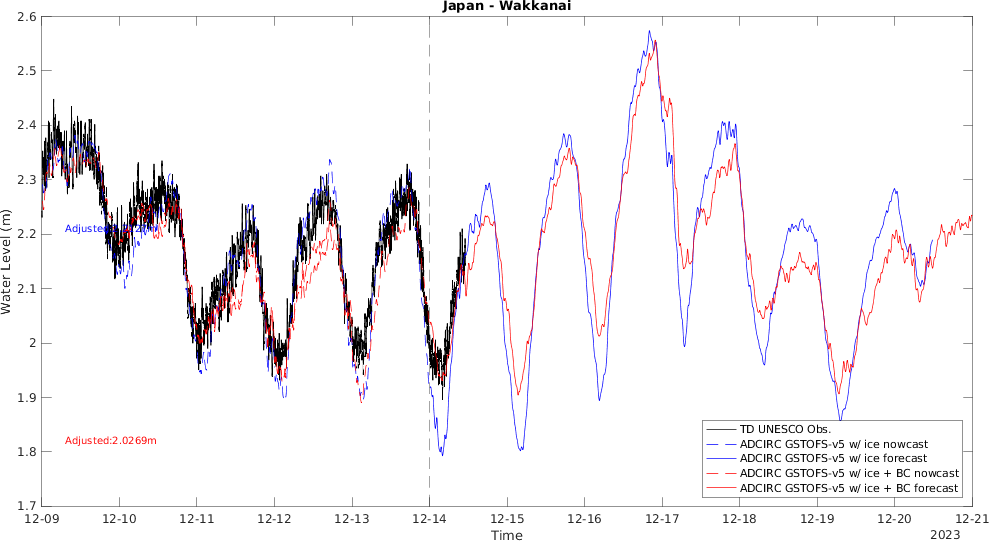 Japan - Wakkanai
Water Level (m)
2.6
2.5
2.4
2.3
2.2
2.1
2
1.9
1.8
1.7
Adjusted:
Adjusted:2.0269m
TD UNESCO Obs.
ADCIRC GSTOFS-v5 w/ ice nowcast
ADCIRC GSTOFS-v5 w/ ice forecast
ADCIRC GSTOFS-v5 w/ ice + BC nowcast
ADCIRC GSTOFS-v5 w/ ice + BC forecast
12-09 12-10 12-11 12-12 12-13 12-14 12-15 12-16 12-17 12-18 12-19 12-20 12-21
Time
2023